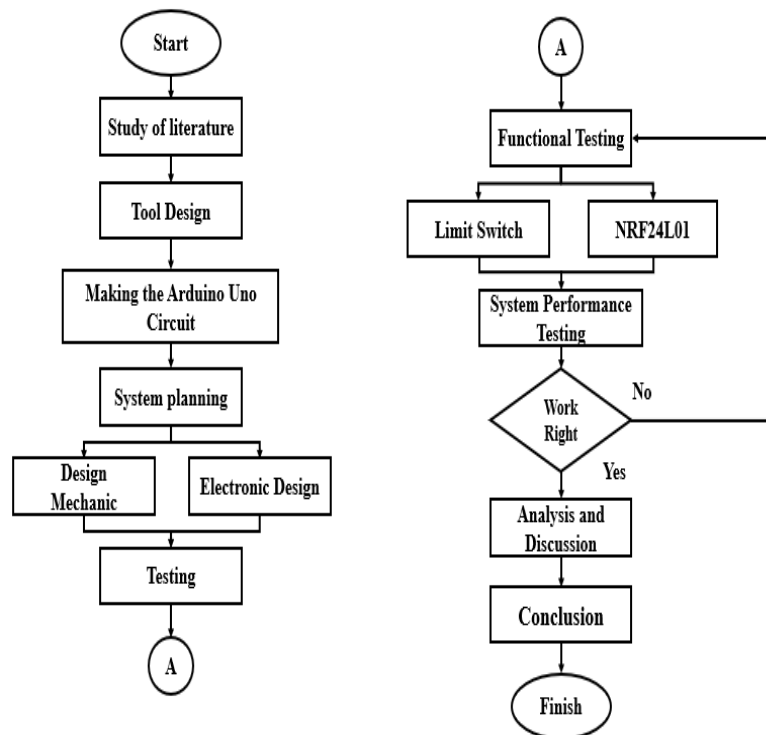 Start
Study of literature
Tool Design
Making the Arduino Uno
Circuit
System planning
Design
Mechanic
Electronic Design
Testing
A
A
Functional Testing
Limit Switch
NRF24L01
System Performance
Testing
Work
Right
No
Yes
Analysis and
Discussion
Conclusion
Finish